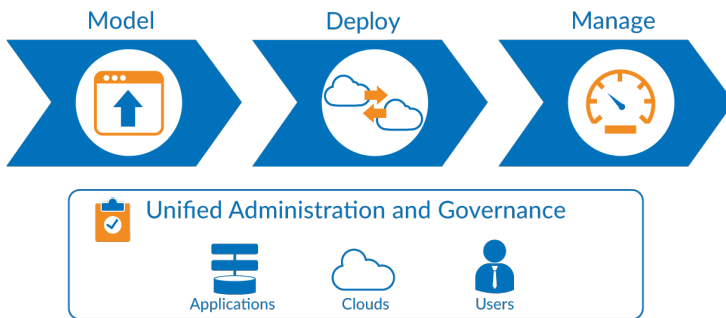 Model
Deploy
Manage
Unified Administration and Governance
Applications
Clouds
Users